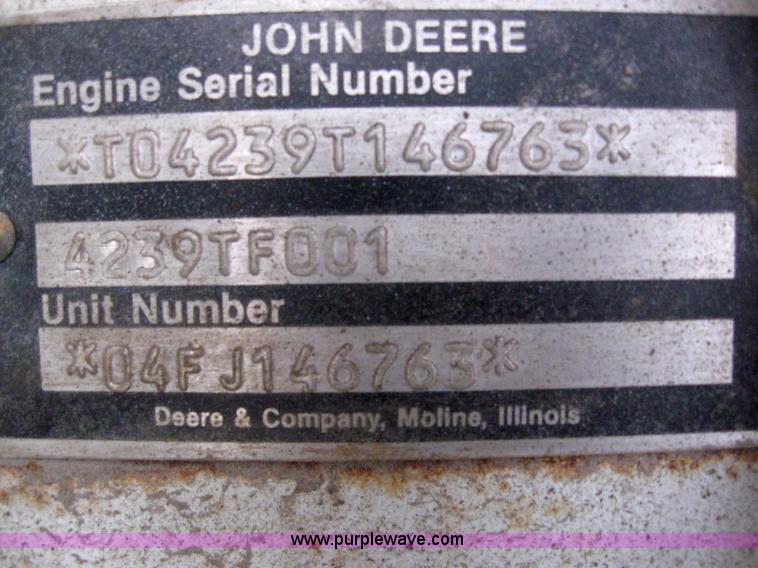 JOHN DEERE
Engine Serial Number
*T04239T146763*
4239TF001
Unit Number
*04FJ146763*
Deere & Company, Moline, Illinois
www.purplewave.com